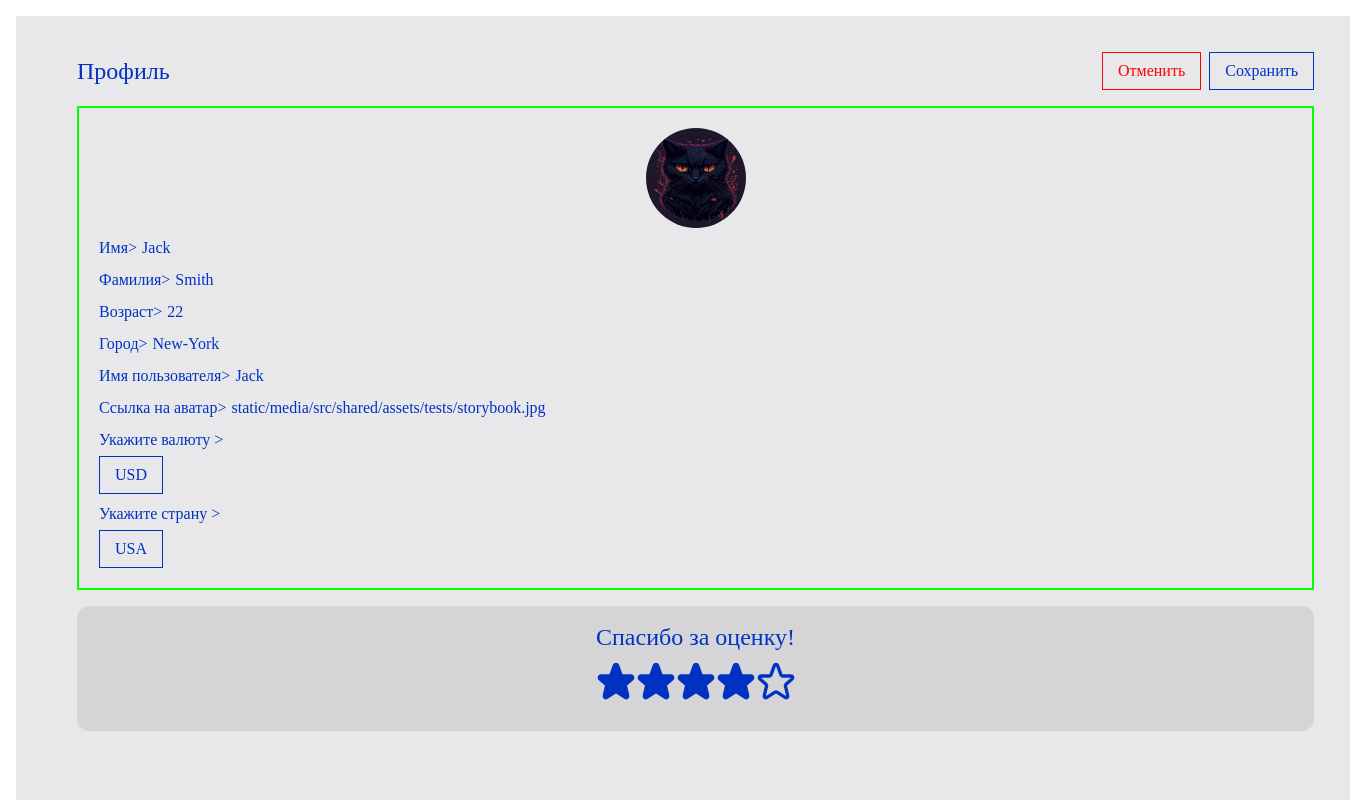 Профиль
Отменить
Сохранить
Имя> Jack
Фамилия> Smith
Возраст> 22
Город> New-York
Имя пользователя> Jack
Ссылка на аватар> static/media/src/shared/assets/tests/storybook.jpg
Укажите валюту >
USD
Укажите страну >
USA
Спасибо за оценку!